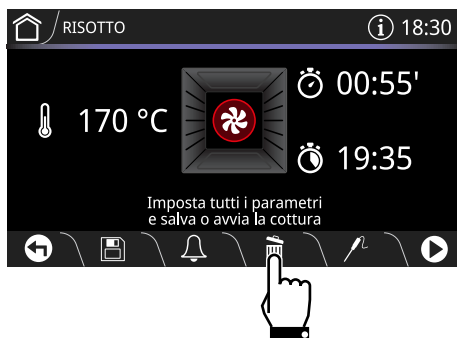 RISOTTO
i 18:30
170 °C
00:55'
19:35
Imposta tutti i parametri
e salva o avvia la cottura